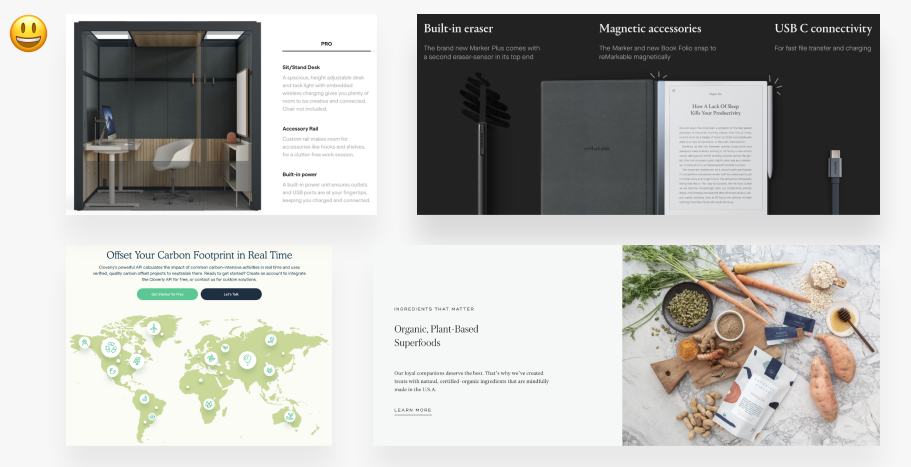 PRO
Sit/Stand Desk
A spacious, height adjustable desk
and task light with embedded
wireless charging gives you plenty of
room to be creative and connected.
Chair not included.
Accessory Rail
Custom rail makes room for
accessories like hooks and shelves,
for a clutter-free work session.
Built-in power
A built-in power unit ensures outlets
and USB ports are at your fingertips,
keeping you charged and connected.
Built-in eraser
The brand new Marker Plus comes with
a second eraser-sensor in its top end
Magnetic accessories
The Marker and new Book Folio snap to
reMarkable magnetically
USB C connectivity
For fast file transfer and charging
reMarkable
How A Lack Of Sleep
Kills Your Productivity
Offset Your Carbon Footprint in Real Time
Cloverly's powerful API calculates the impact of common carbon-intensive activities in real time and uses
verified, quality carbon offset projects to neutralize them. Ready to get started? Create an account to integrate
the Cloverly API for free, or contact us for custom solutions.
Get Started for Free
Let's Talk
INGREDIENTS THAT MATTER
Organic, Plant-Based
Superfoods
Our loyal companions deserve the best. That's why we've created
treats with natural, certified-organic ingredients that are mindfully
made in the U.S.A.
LEARN MORE